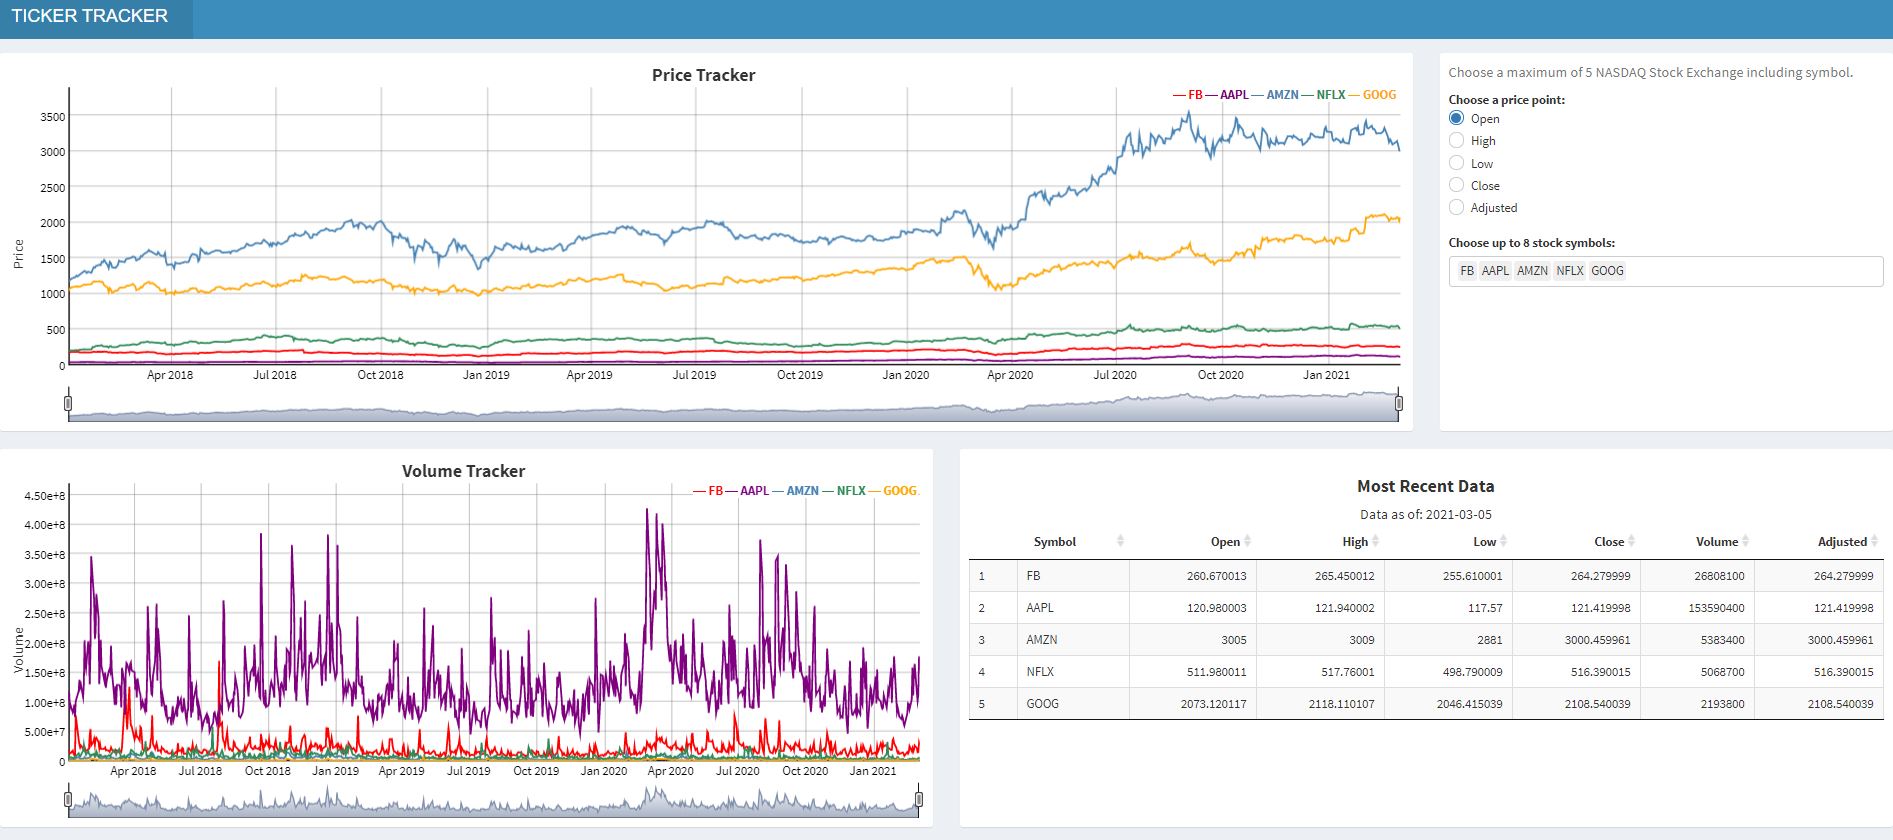 TICKER TRACKER
Price Tracker
FB AAPL AMZN NFLX GOOG
3500
3000
2500
2000
1500
1000
500
0
Price
Apr 2018 Jul 2018 Oct 2018 Jan 2019 Apr 2019 Jul 2019 Oct 2019 Jan 2020 Apr 2020 Jul 2020 Oct 2020 Jan 2021
Choose a maximum of 5 NASDAQ Stock Exchange including symbol.
Choose a price point:
Open
High
Low
Close
Adjusted
Choose up to 8 stock symbols:
FB AAPL AMZN NFLX GOOG
Volume Tracker
FB AAPL AMZN NFLX GOOG
4.50e+8
4.00e+8
3.50e+8
3.00e+8
2.50e+8
2.00e+8
1.50e+8
1.00e+8
5.00e+7
0
Volume
Apr 2018 Jul 2018 Oct 2018 Jan 2019 Apr 2019 Jul 2019 Oct 2019 Jan 2020 Apr 2020 Jul 2020 Oct 2020 Jan 2021
Most Recent Data
Data as of: 2021-03-05
Symbol Open High Low Close Volume Adjusted
1 FB 260.670013 265.450012 255.610001 264.279999 26808100 264.279999
2 AAPL 120.980003 121.940002 117.57 121.419998 153590400 121.419998
3 AMZN 3005 3009 2881 3000.459961 5383400 3000.459961
4 NFLX 511.980011 517.76001 498.790009 516.390015 5068700 516.390015
5 GOOG 2073.120117 2118.110107 2046.415039 2108.540039 2193800 2108.540039